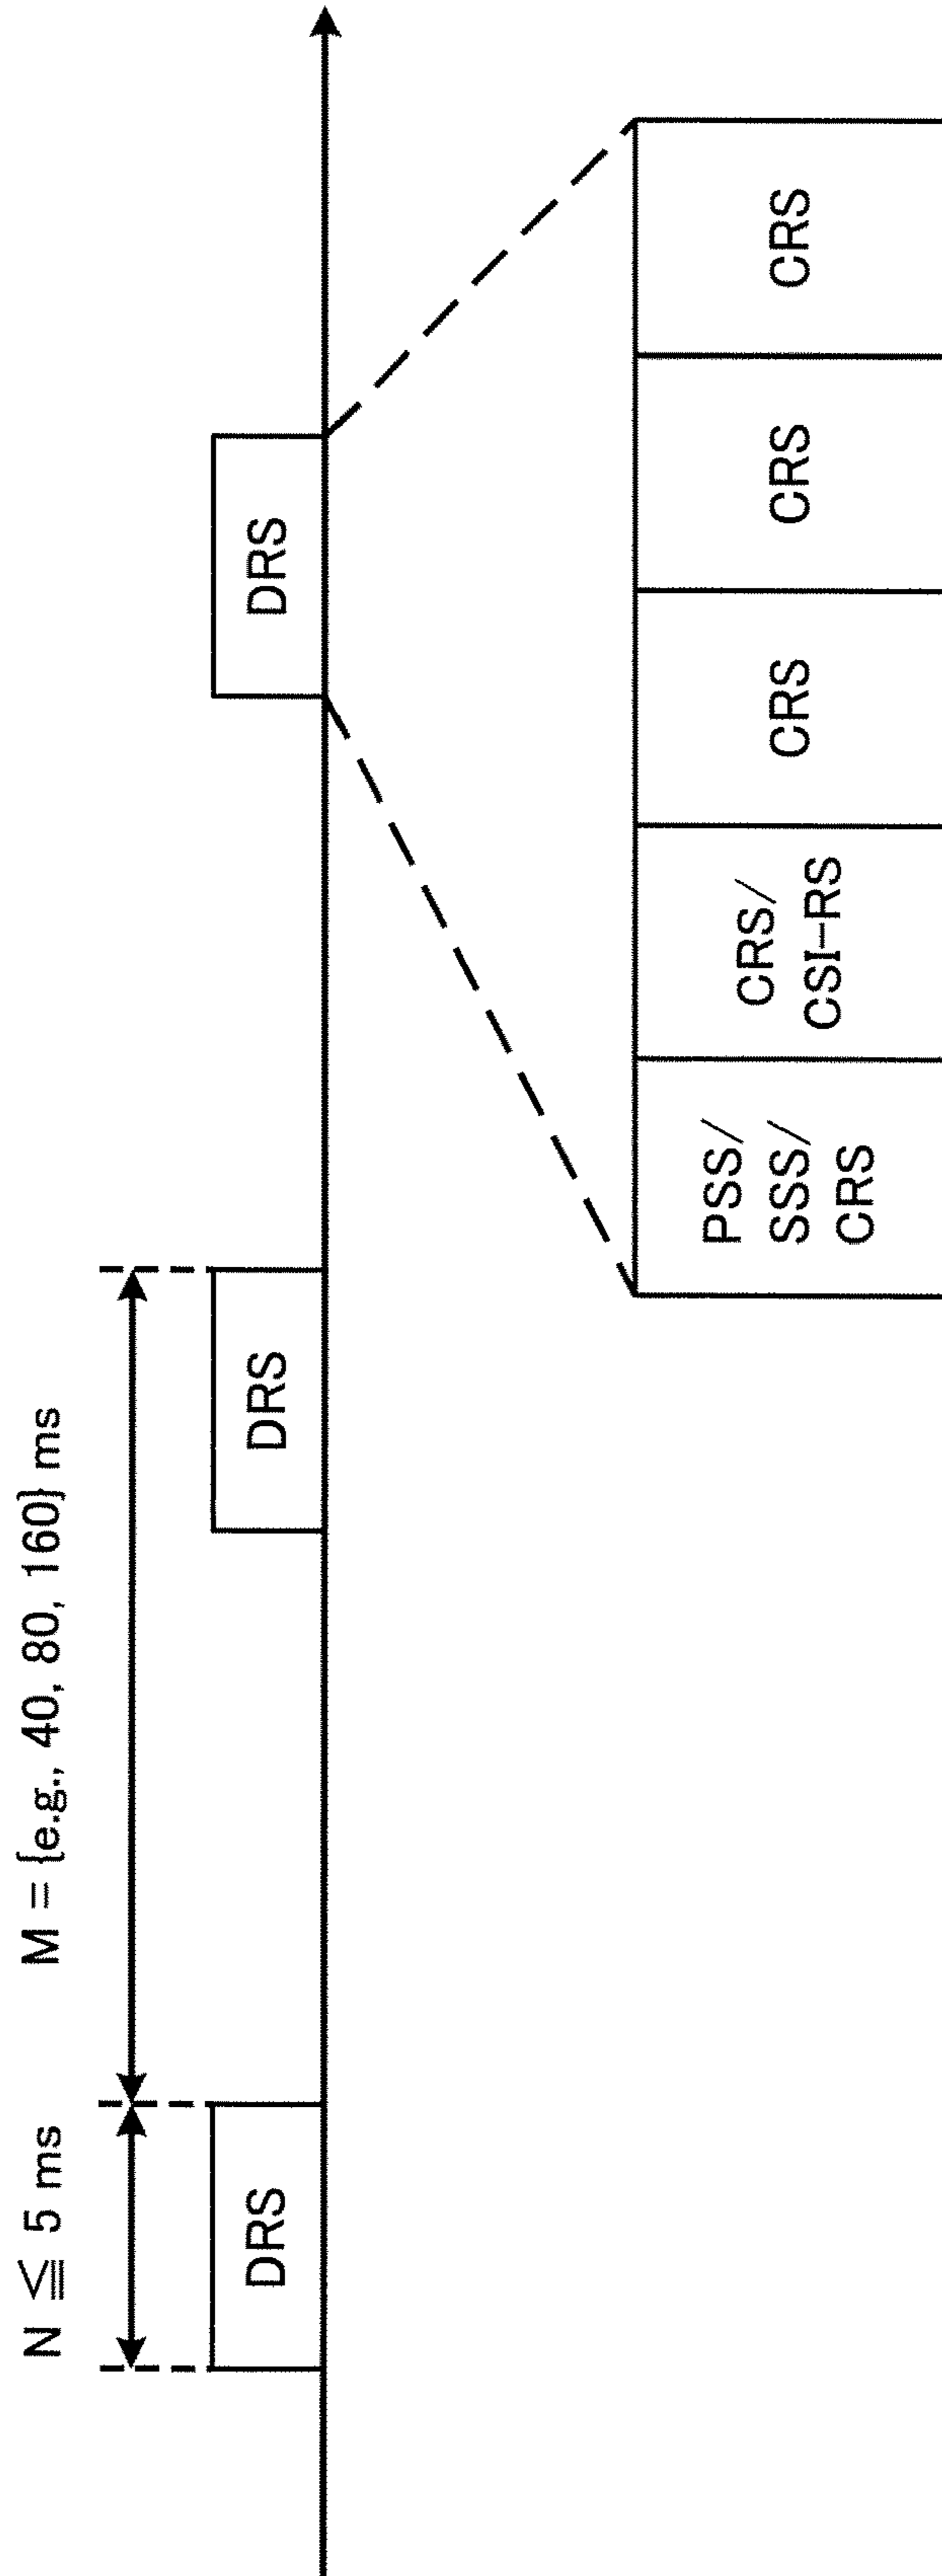 N ≦ 5 ms
M = {e.g., 40, 80, 160} ms
DRS
DRS
DRS
PSS/
SSS/
CRS
CRS/
CSI-RS
CRS
CRS
CRS